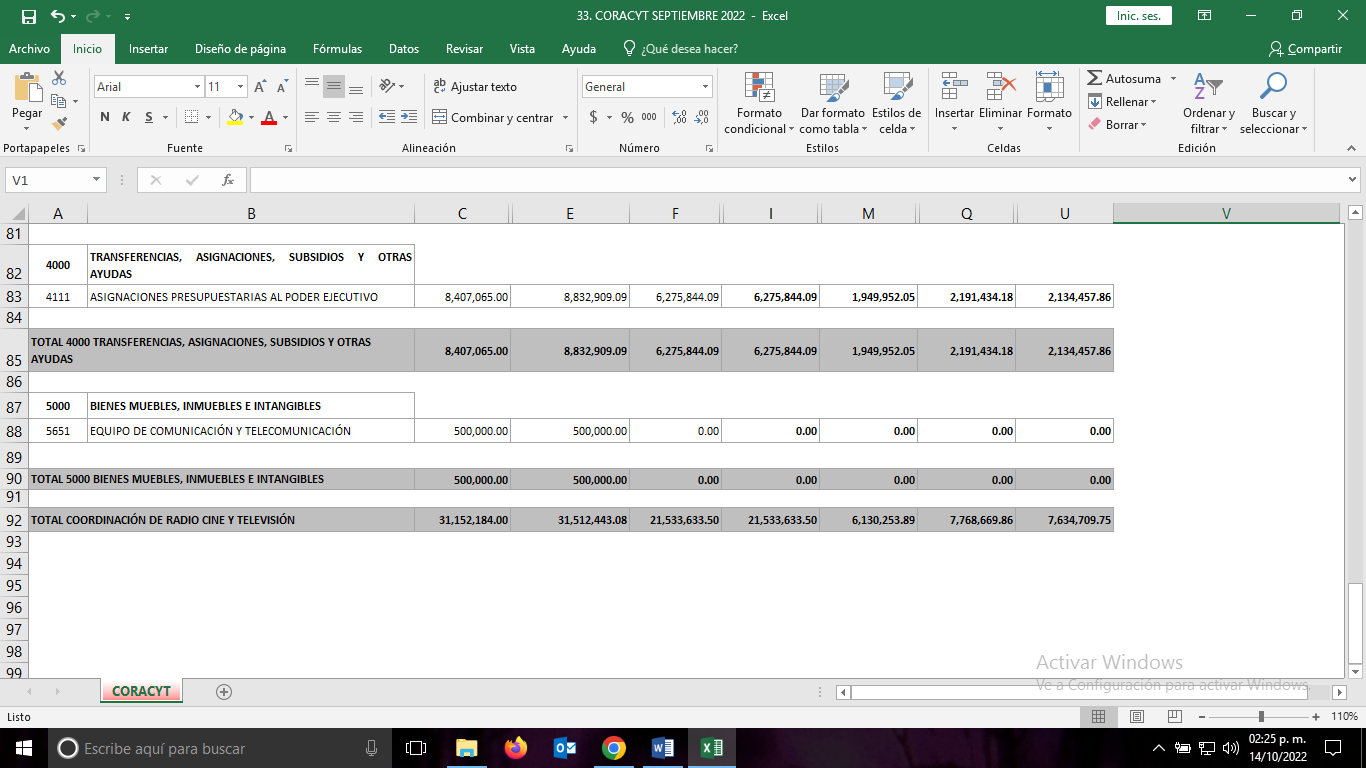 33. CORACYT SEPTIEMBRE 2022 - Excel
Inic. ses.
Archivo Inicio Insertar Diseño de página Fórmulas Datos Revisar Vista Ayuda ¿Qué desea hacer? Compartir
Pegar
Portapapeles
Arial 11
N K S
Fuente
Ajustar texto
Combinar y centrar
Alineación
General
$ % 000
Número
Formato condicional
Dar formato como tabla
Estilos de celda
Estilos
Insertar Eliminar Formato
Celdas
Autosuma
Rellenar
Borrar
Ordenar y filtrar
Buscar y seleccionar
Edición
V1 fx
A B C E F I M Q U V
81
82 4000 TRANSFERENCIAS, ASIGNACIONES, SUBSIDIOS Y OTRAS
AYUDAS
83 4111 ASIGNACIONES PRESUPUESTARIAS AL PODER EJECUTIVO 8,407,065.00 8,832,909.09 6,275,844.09 6,275,844.09 1,949,952.05 2,191,434.18 2,134,457.86
84
85 TOTAL 4000 TRANSFERENCIAS, ASIGNACIONES, SUBSIDIOS Y OTRAS
AYUDAS 8,407,065.00 8,832,909.09 6,275,844.09 6,275,844.09 1,949,952.05 2,191,434.18 2,134,457.86
86
87 5000 BIENES MUEBLES, INMUEBLES E INTANGIBLES
88 5651 EQUIPO DE COMUNICACIÓN Y TELECOMUNICACIÓN 500,000.00 500,000.00 0.00 0.00 0.00 0.00 0.00
89
90 TOTAL 5000 BIENES MUEBLES, INMUEBLES E INTANGIBLES 500,000.00 500,000.00 0.00 0.00 0.00 0.00 0.00
91
92 TOTAL COORDINACIÓN DE RADIO CINE Y TELEVISIÓN 31,152,184.00 31,512,443.08 21,533,633.50 21,533,633.50 6,130,253.89 7,768,669.86 7,634,709.75
93
94
95
96
97
98
99
Activar Windows
Ve a Configuración para activar Windows.
CORACYT
Listo
110%
Escribe aquí para buscar
02:25 p. m.
14/10/2022